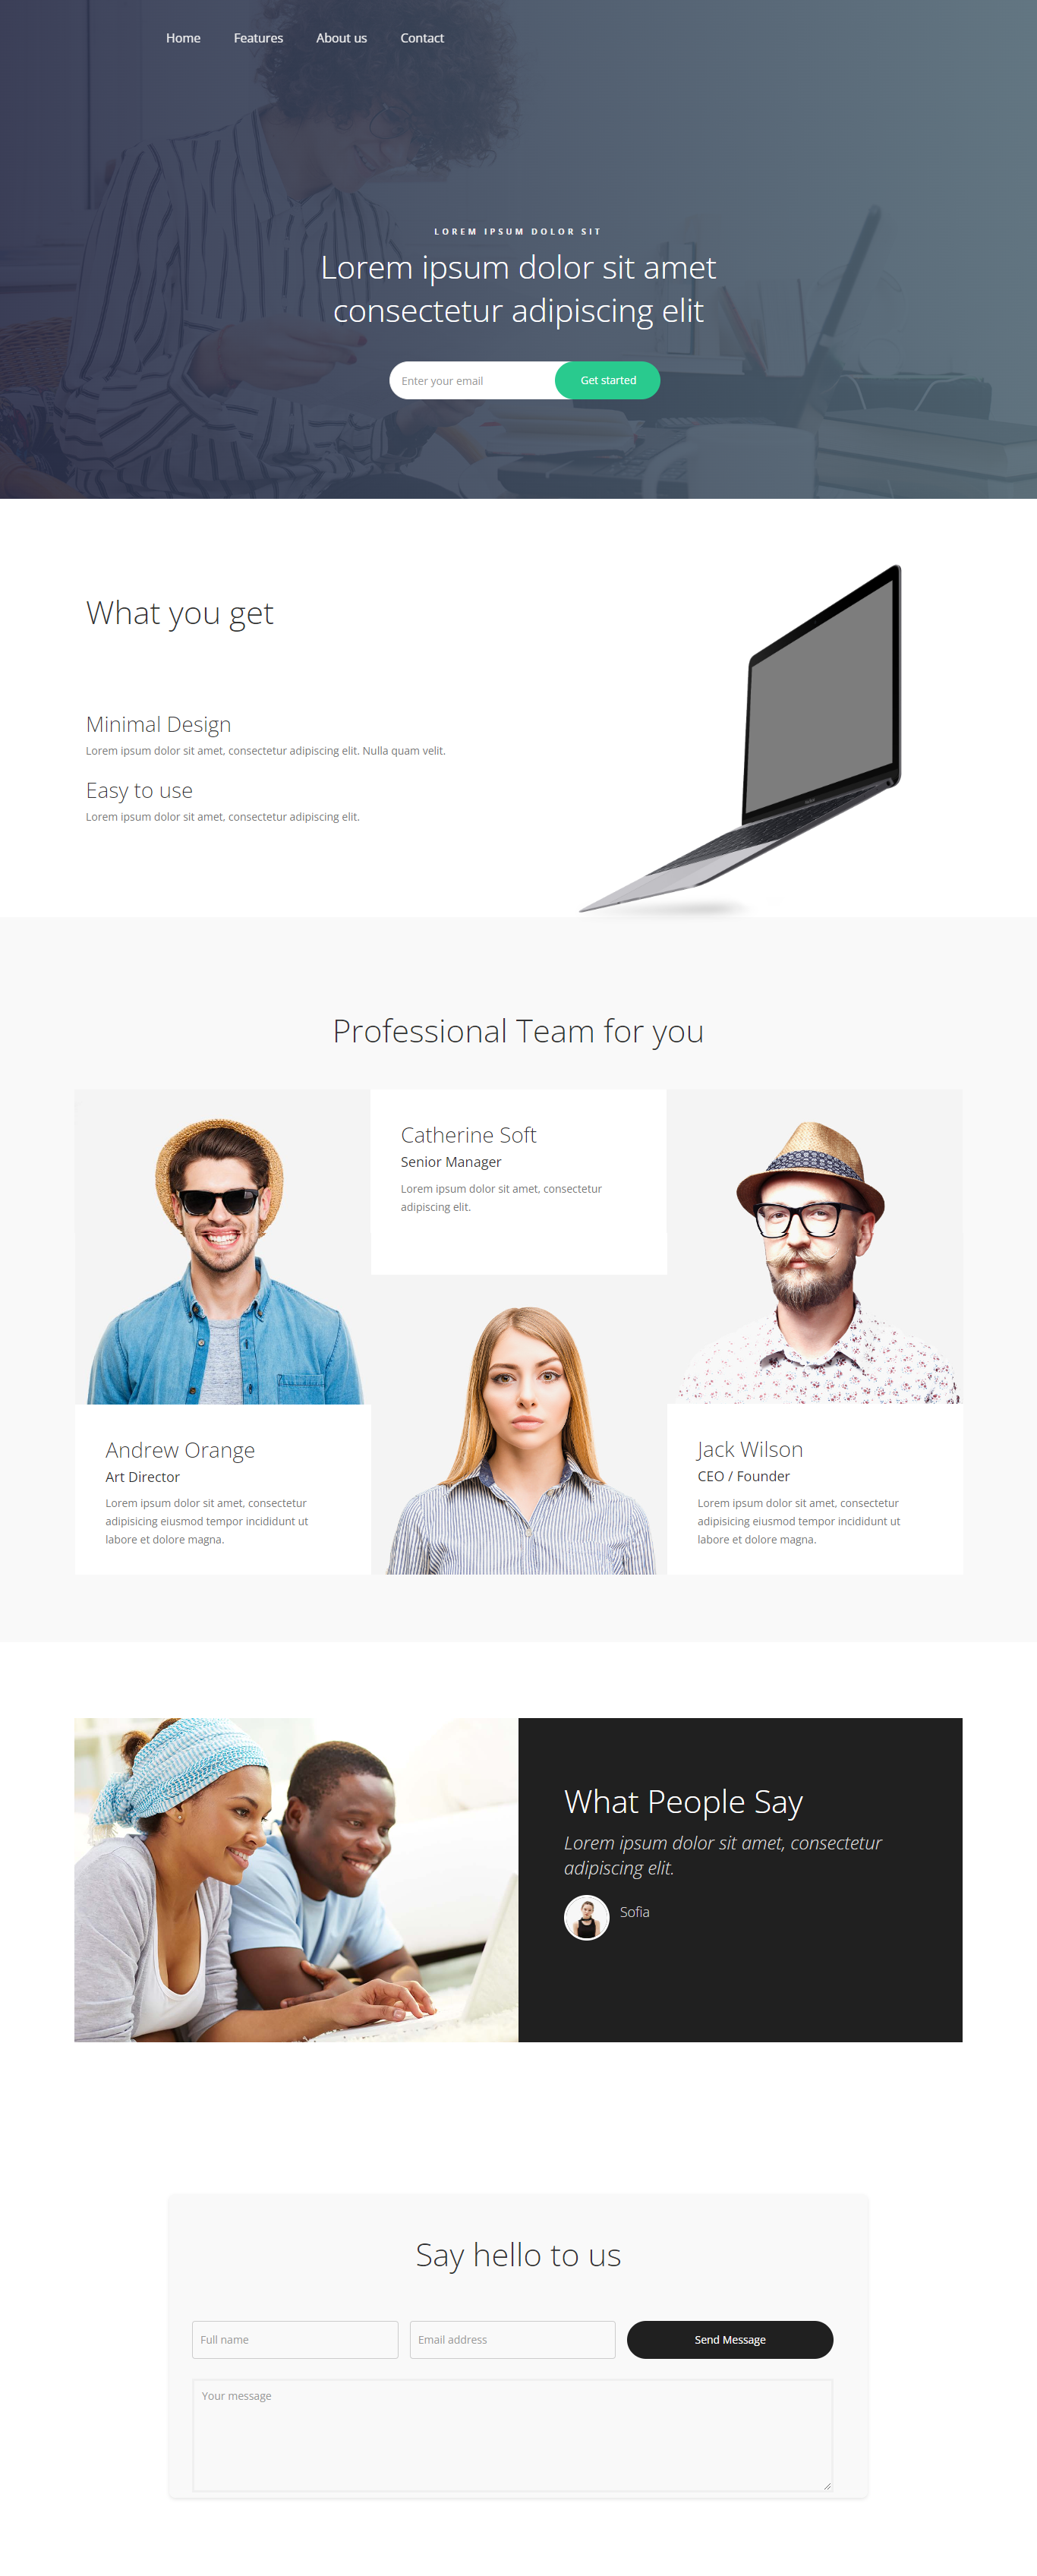 Home Features About us Contact
LOREM IPSUM DOLOR SIT
Lorem ipsum dolor sit amet
consectetur adipiscing elit
Enter your email Get started
What you get
Minimal Design
Lorem ipsum dolor sit amet, consectetur adipiscing elit. Nulla quam velit.
Easy to use
Lorem ipsum dolor sit amet, consectetur adipiscing elit.
Professional Team for you
Catherine Soft
Senior Manager
Lorem ipsum dolor sit amet, consectetur
adipiscing elit.
Andrew Orange
Art Director
Lorem ipsum dolor sit amet, consectetur
adipisicing eiusmod tempor incididunt ut
labore et dolore magna.
Jack Wilson
CEO / Founder
Lorem ipsum dolor sit amet, consectetur
adipisicing eiusmod tempor incididunt ut
labore et dolore magna.
What People Say
Lorem ipsum dolor sit amet, consectetur
adipiscing elit.
Sofia
Say hello to us
Full name Email address Send Message
Your message